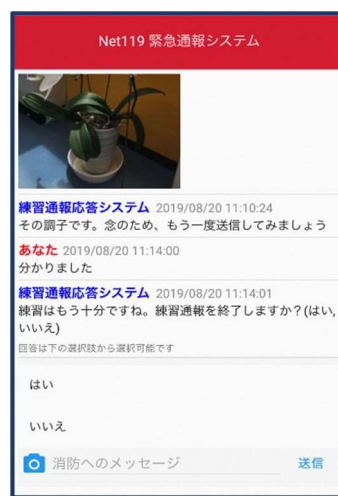 Net119 緊急通報システム
練習通報応答システム 2019/08/20 11:10:24
その調子です。念のため、もう一度送信してみましょう
あなた 2019/08/20 11:14:00
分かりました
練習通報応答システム 2019/08/20 11:14:01
練習はもう十分ですね。練習通報を終了しますか?(はい,
いいえ)
回答は下の選択肢から選択可能です
はい
いいえ
消防へのメッセージ 送信